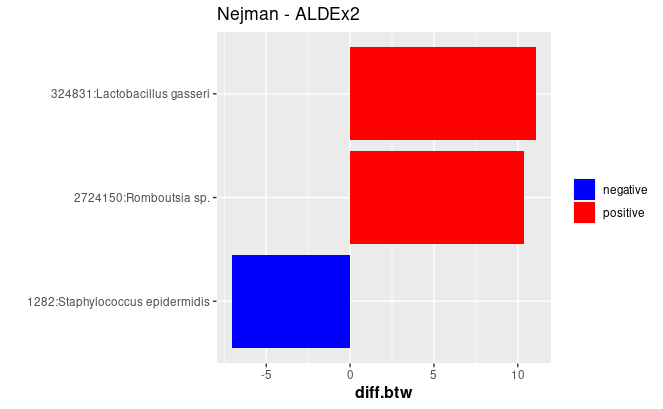 Nejman - ALDEx2
324831:Lactobacillus gasseri
2724150:Romboutsia sp.
1282:Staphylococcus epidermidis
-5 0 5 10
diff.btw
negative
positive